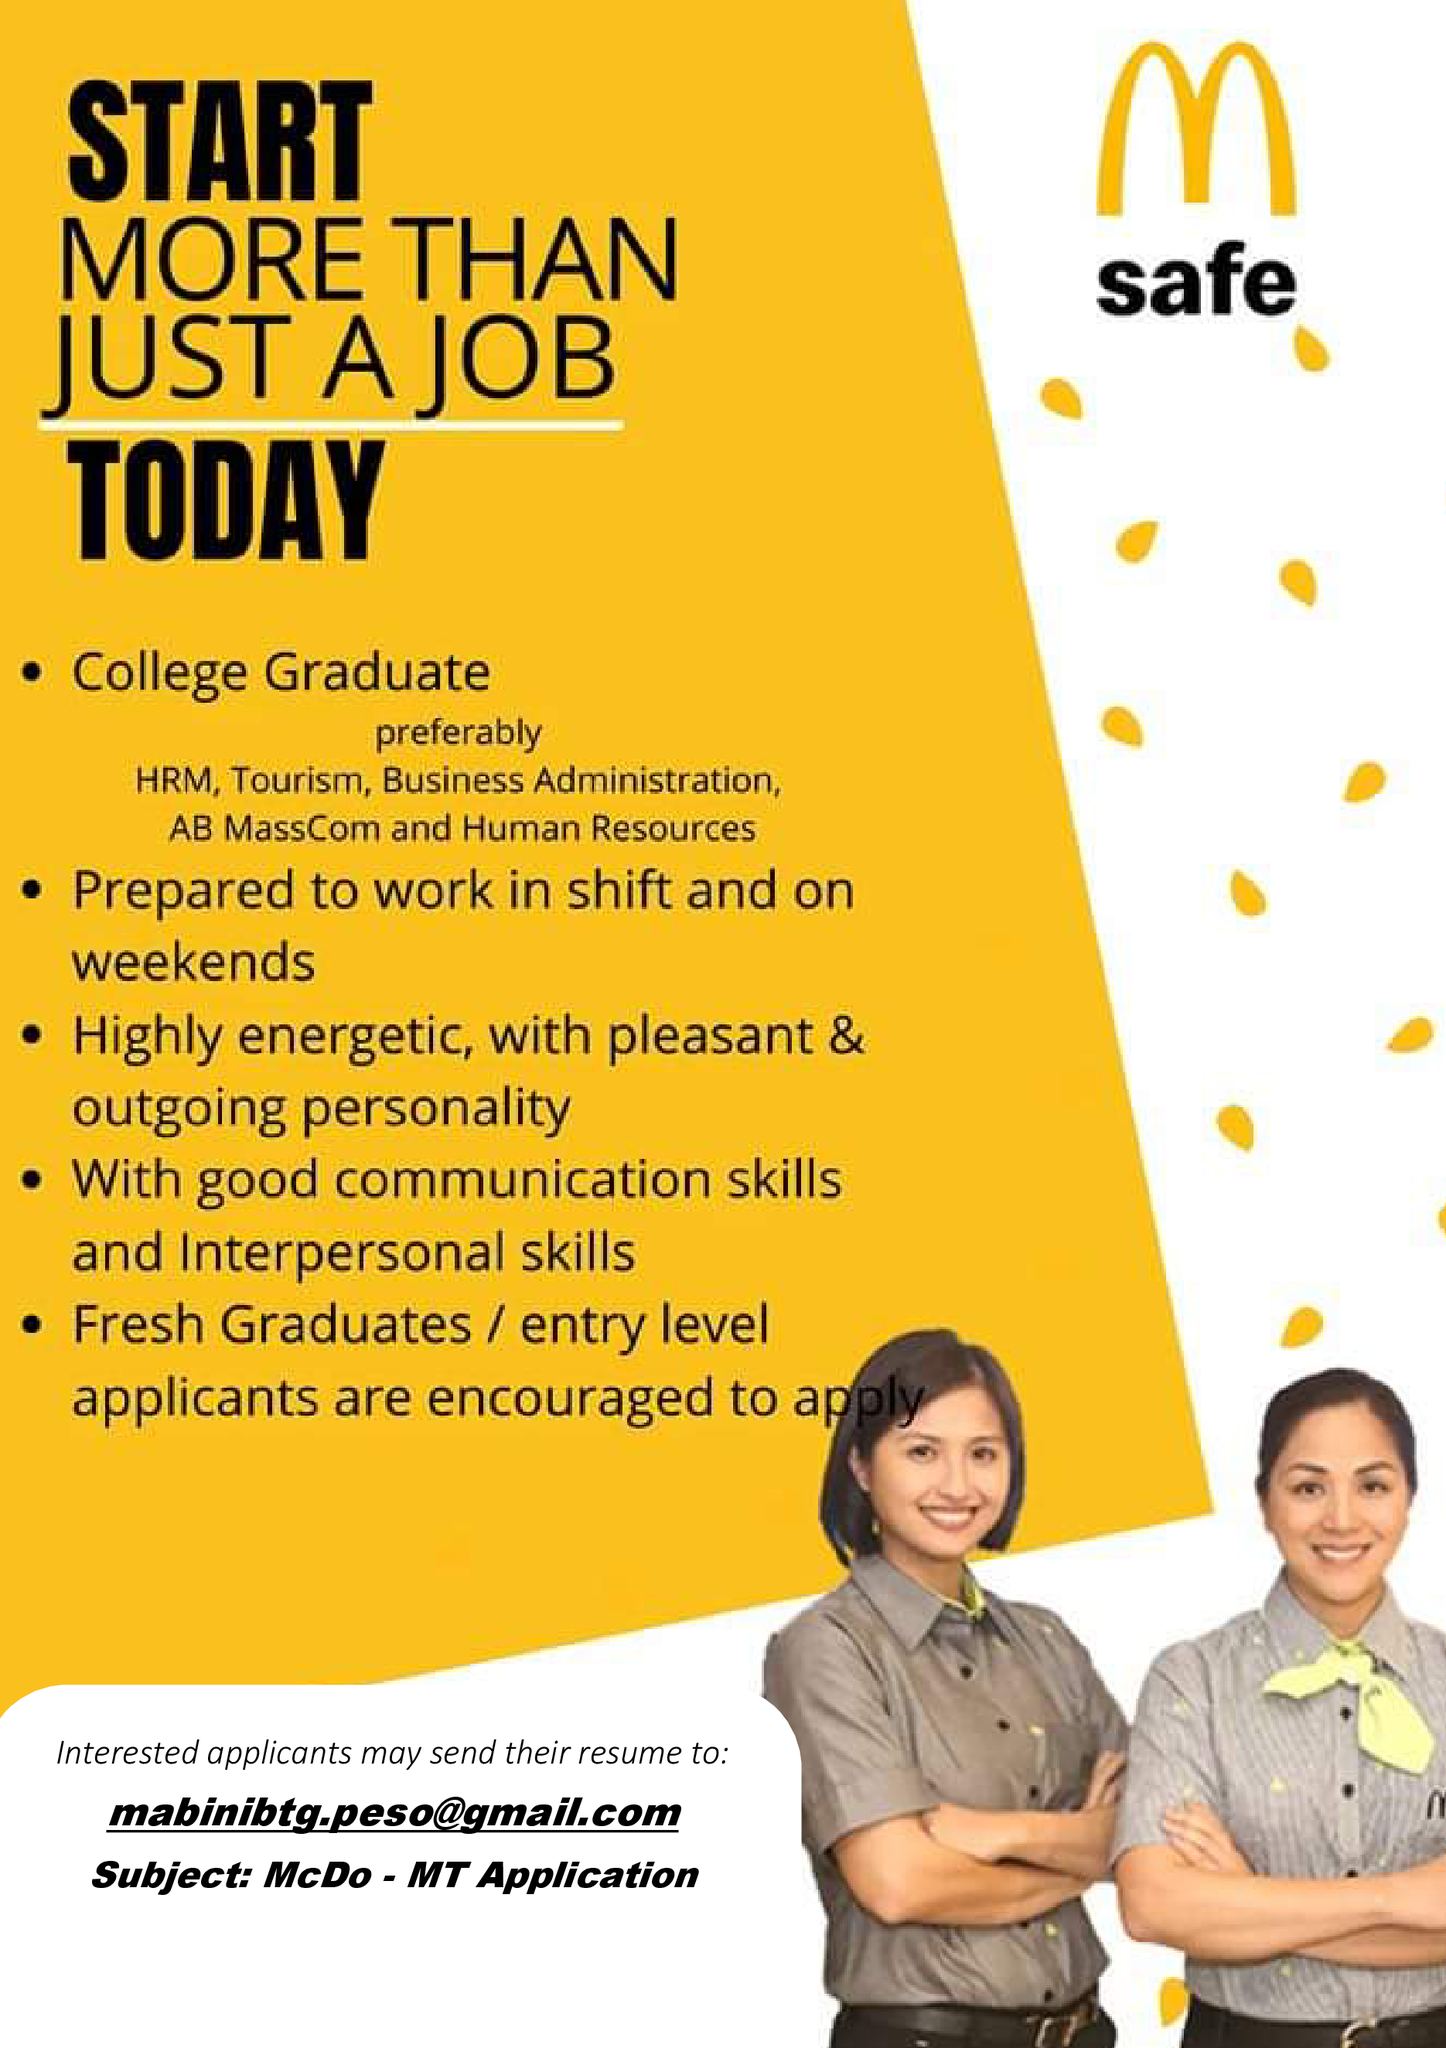 START
MORE THAN
JUST A JOB
TODAY
safe
• College Graduate
preferably
HRM, Tourism, Business Administration,
AB MassCom and Human Resources
• Prepared to work in shift and on
weekends
• Highly energetic, with pleasant &
outgoing personality
• With good communication skills
and Interpersonal skills
• Fresh Graduates / entry level
applicants are encouraged to apply
Interested applicants may send their resume to:
mabinibtg.peso@gmail.com
Subject: McDo - MT Application